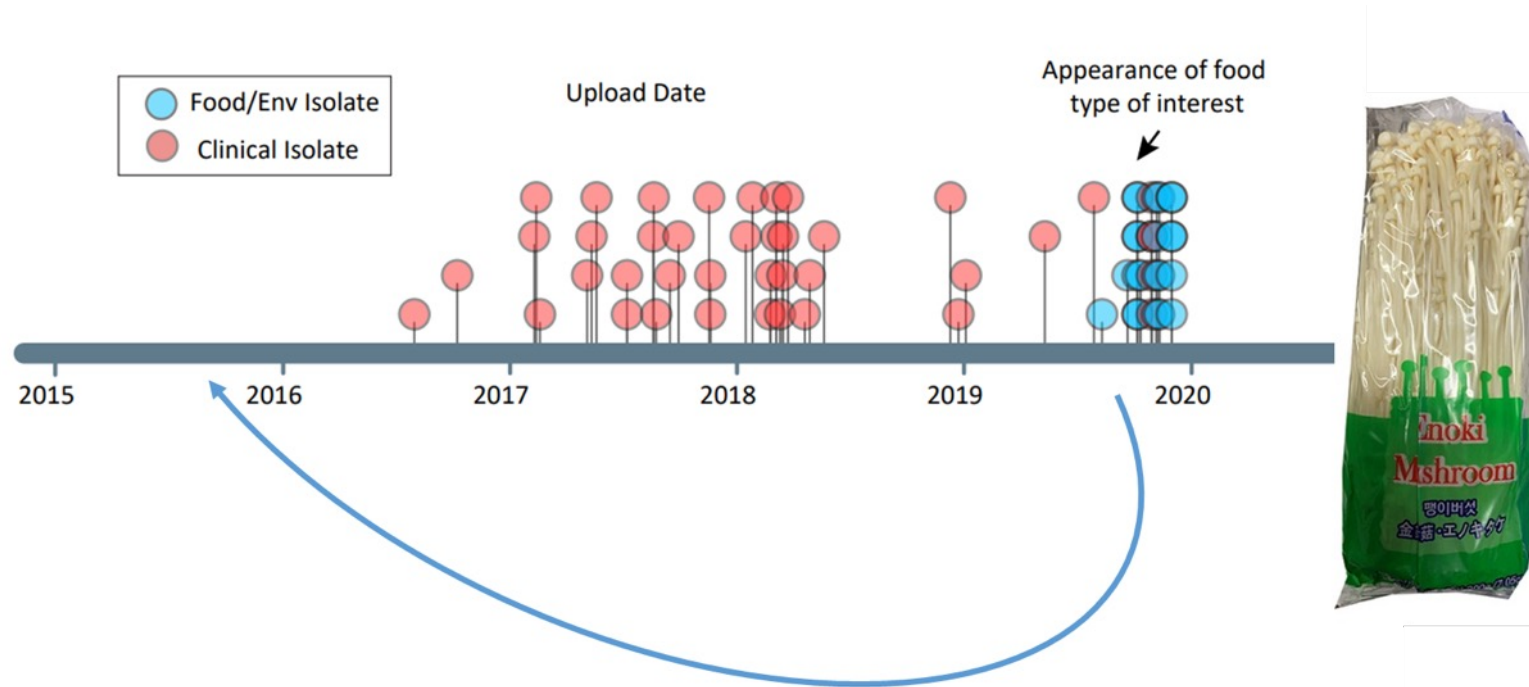 Food/Env Isolate
Clinical Isolate
Upload Date
Appearance of food
type of interest
2015 2016 2017 2018 2019 2020
Enoki
Mushroom
팽이버섯